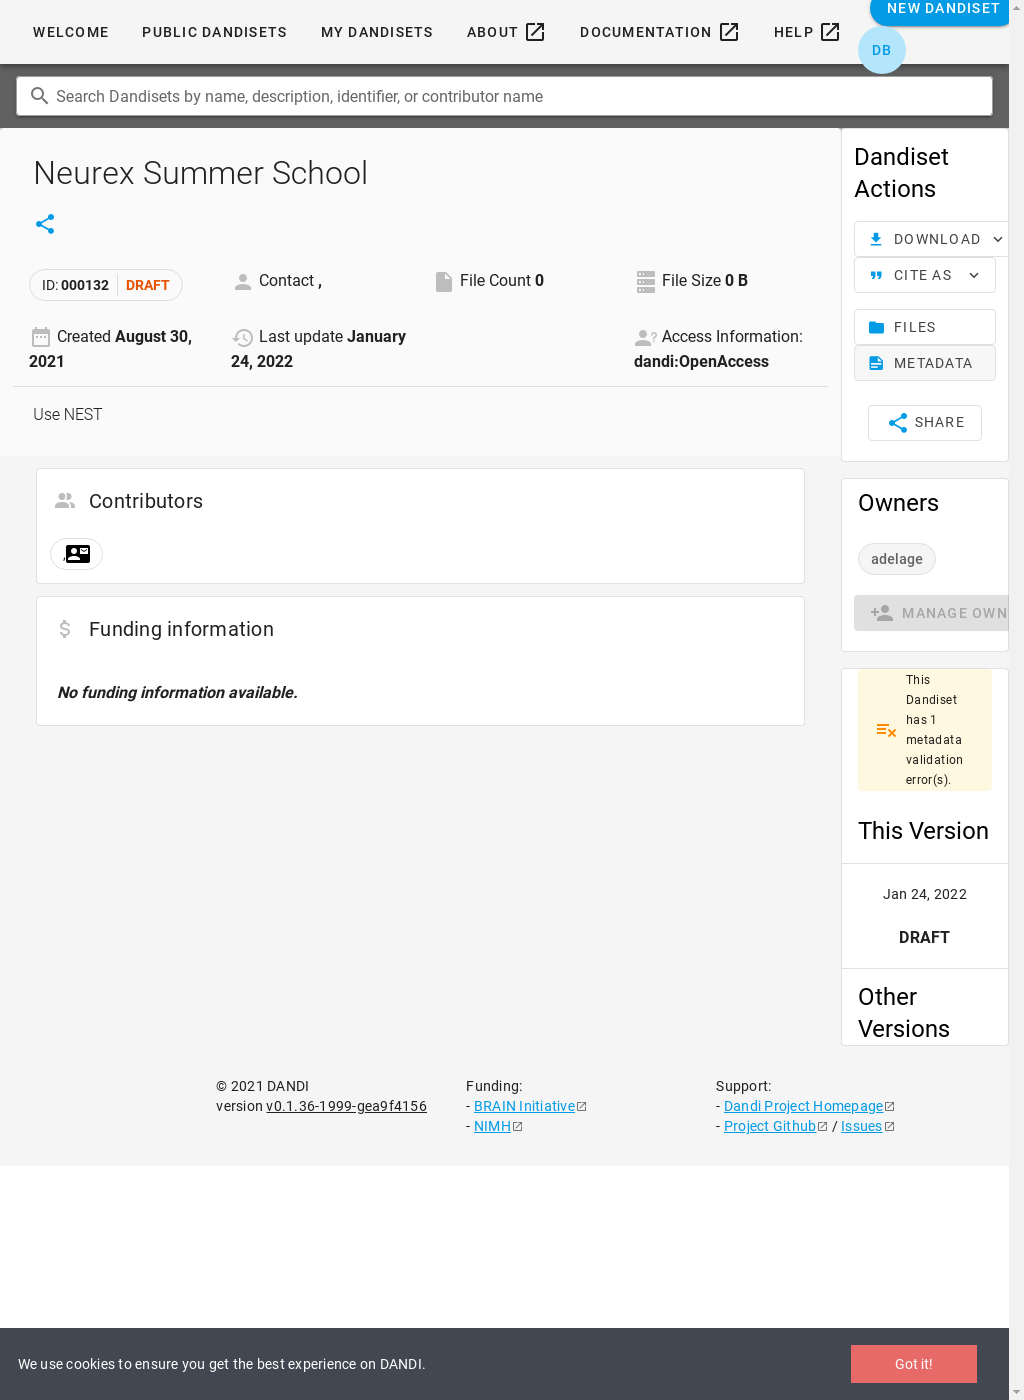 WELCOME
PUBLIC DANDISETS
MY DANDISETS
ABOUT
DOCUMENTATION
HELP
NEW DANDISET
DB
Search Dandisets by name, description, identifier, or contributor name
Neurex Summer School
ID: 000132 DRAFT
Contact ,
File Count 0
File Size 0 B
Created August 30,
2021
Last update January
24, 2022
Access Information:
dandi:OpenAccess
Use NEST
Contributors
,
Funding information
No funding information available.
Dandiset
Actions
DOWNLOAD
CITE AS
FILES
METADATA
SHARE
Owners
adelage
MANAGE OWN
This
Dandiset
has 1
metadata
validation
error(s).
This Version
Jan 24, 2022
DRAFT
Other
Versions
© 2021 DANDI
version v0.1.36-1999-gea9f4156
Funding:
- BRAIN Initiative
- NIMH
Support:
- Dandi Project Homepage
- Project Github / Issues
We use cookies to ensure you get the best experience on DANDI.
Got it!